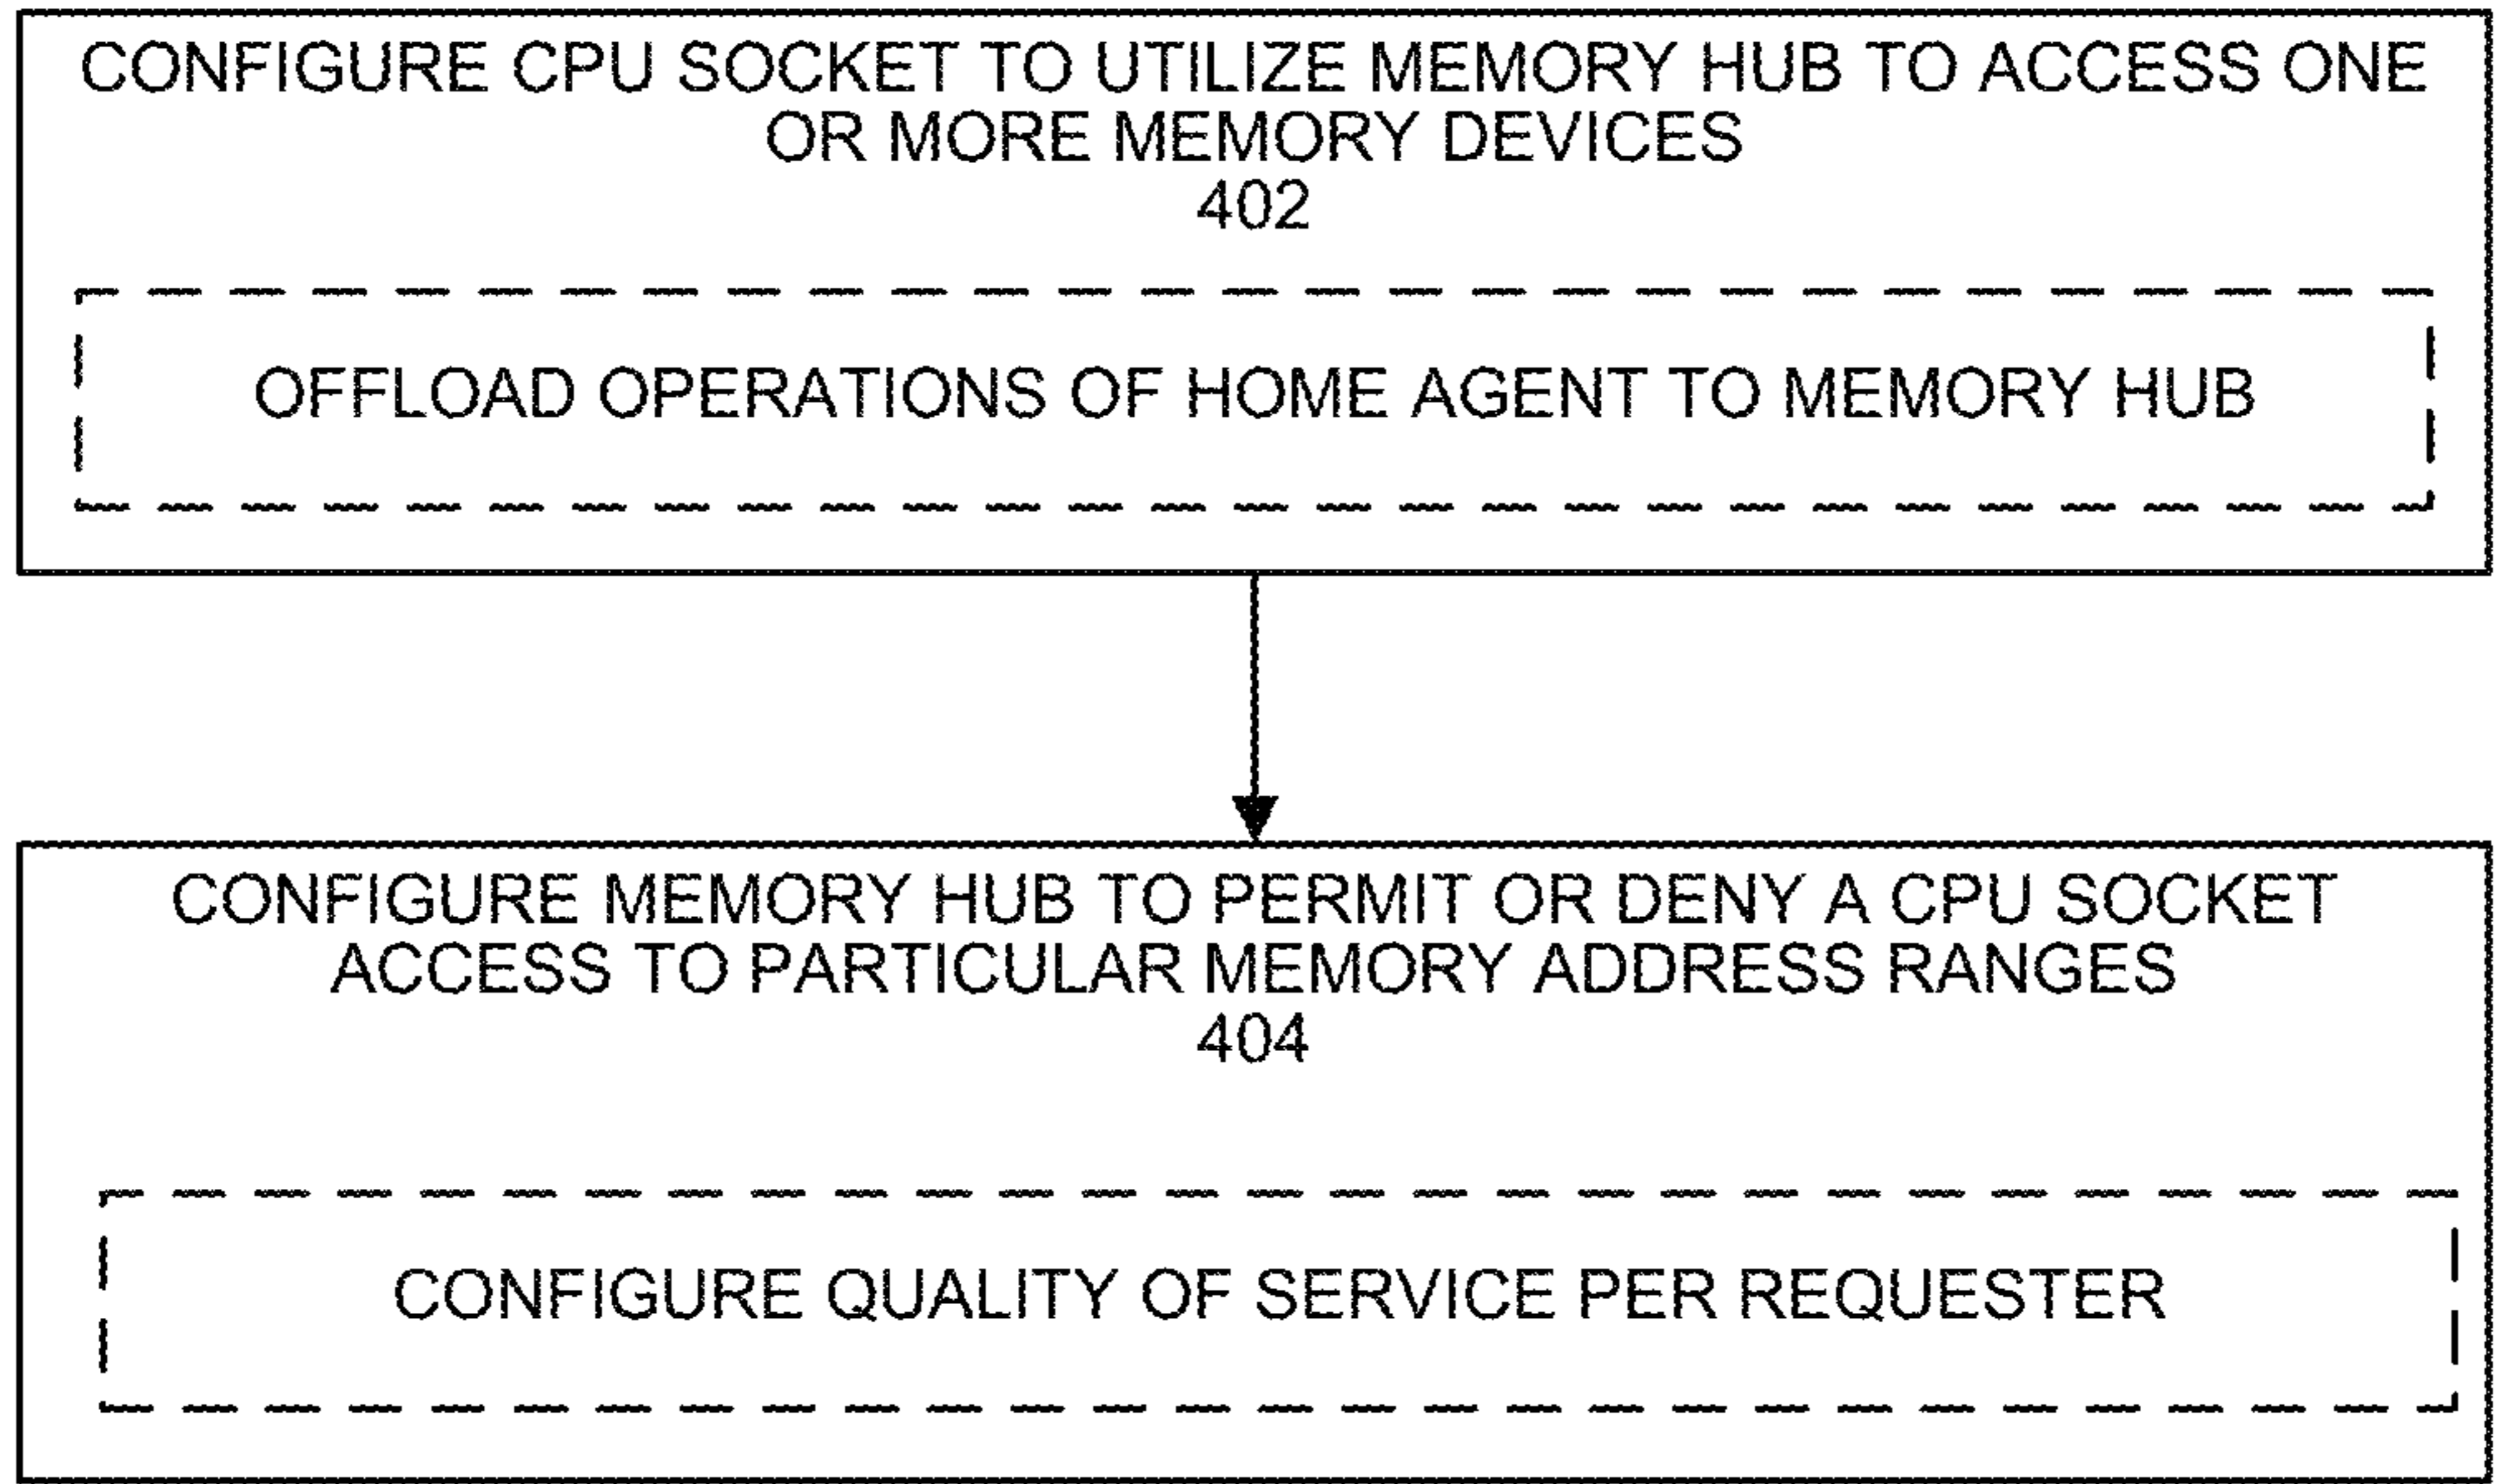 CONFIGURE CPU SOCKET TO UTILIZE MEMORY HUB TO ACCESS ONE
OR MORE MEMORY DEVICES
402
OFFLOAD OPERATIONS OF HOME AGENT TO MEMORY HUB
CONFIGURE MEMORY HUB TO PERMIT OR DENY A CPU SOCKET
ACCESS TO PARTICULAR MEMORY ADDRESS RANGES
404
CONFIGURE QUALITY OF SERVICE PER REQUESTER